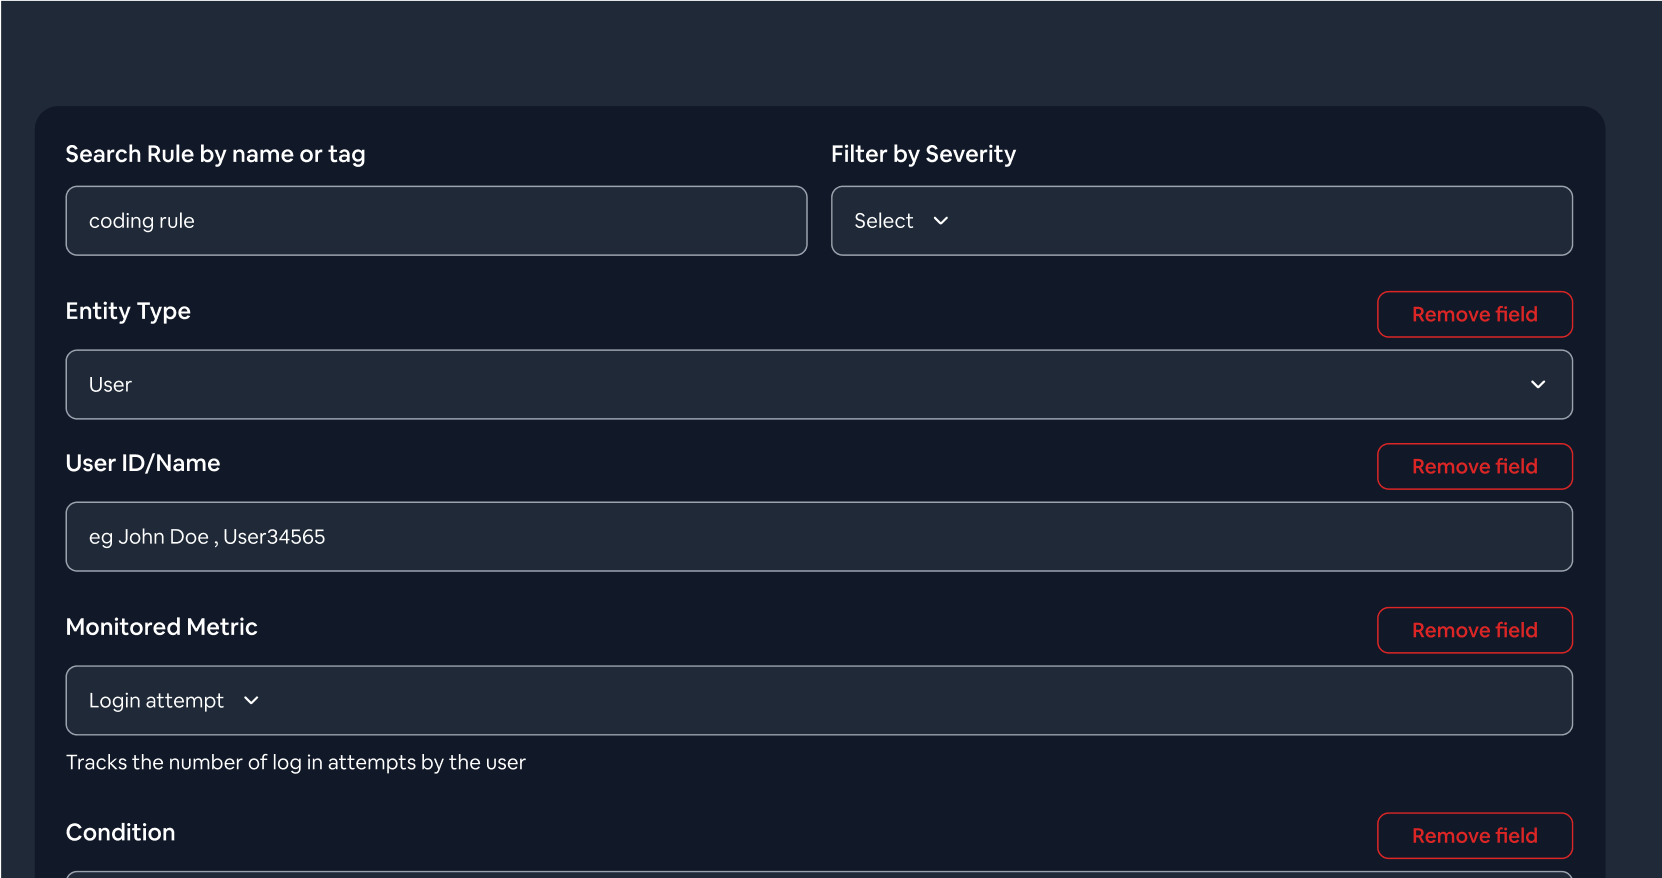 Search Rule by name or tag
Filter by Severity
coding rule
Select
Entity Type
Remove field
User
User ID/Name
Remove field
eg John Doe , User34565
Monitored Metric
Remove field
Login attempt
Tracks the number of log in attempts by the user
Condition
Remove field